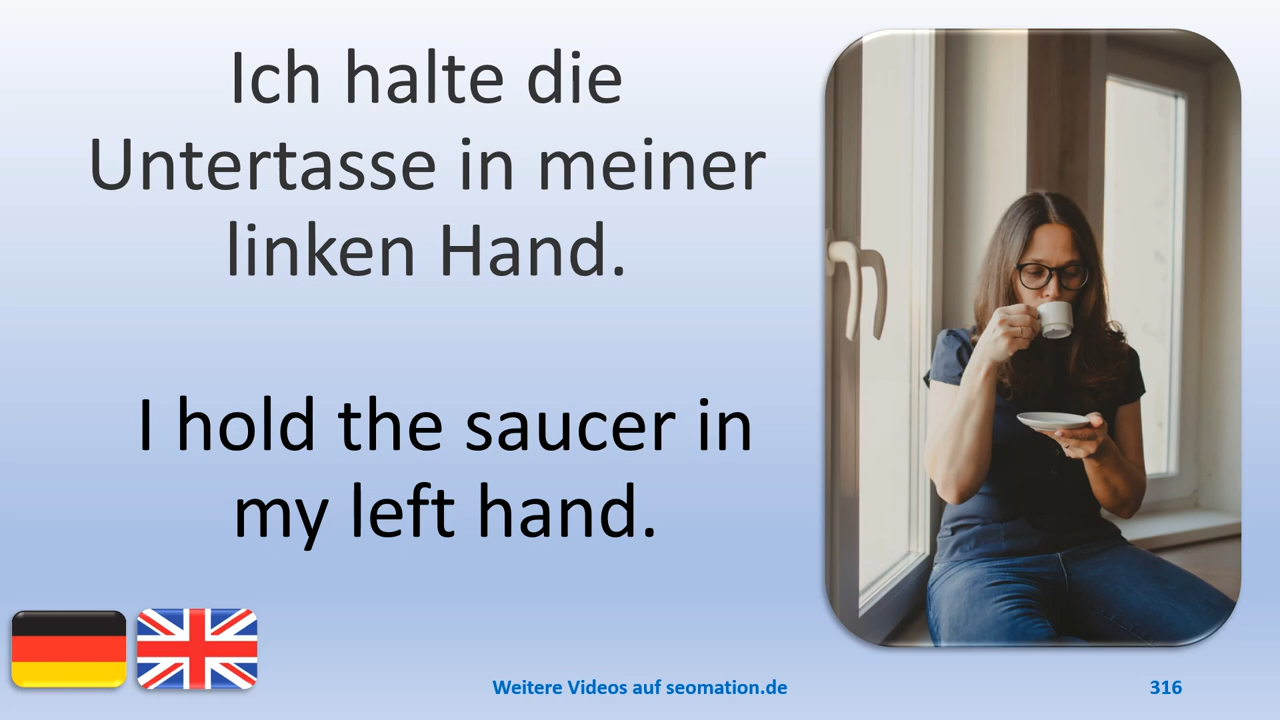 Ich halte die
Untertasse in meiner
linken Hand.
I hold the saucer in
my left hand.
Weitere Videos auf seomation.de
316